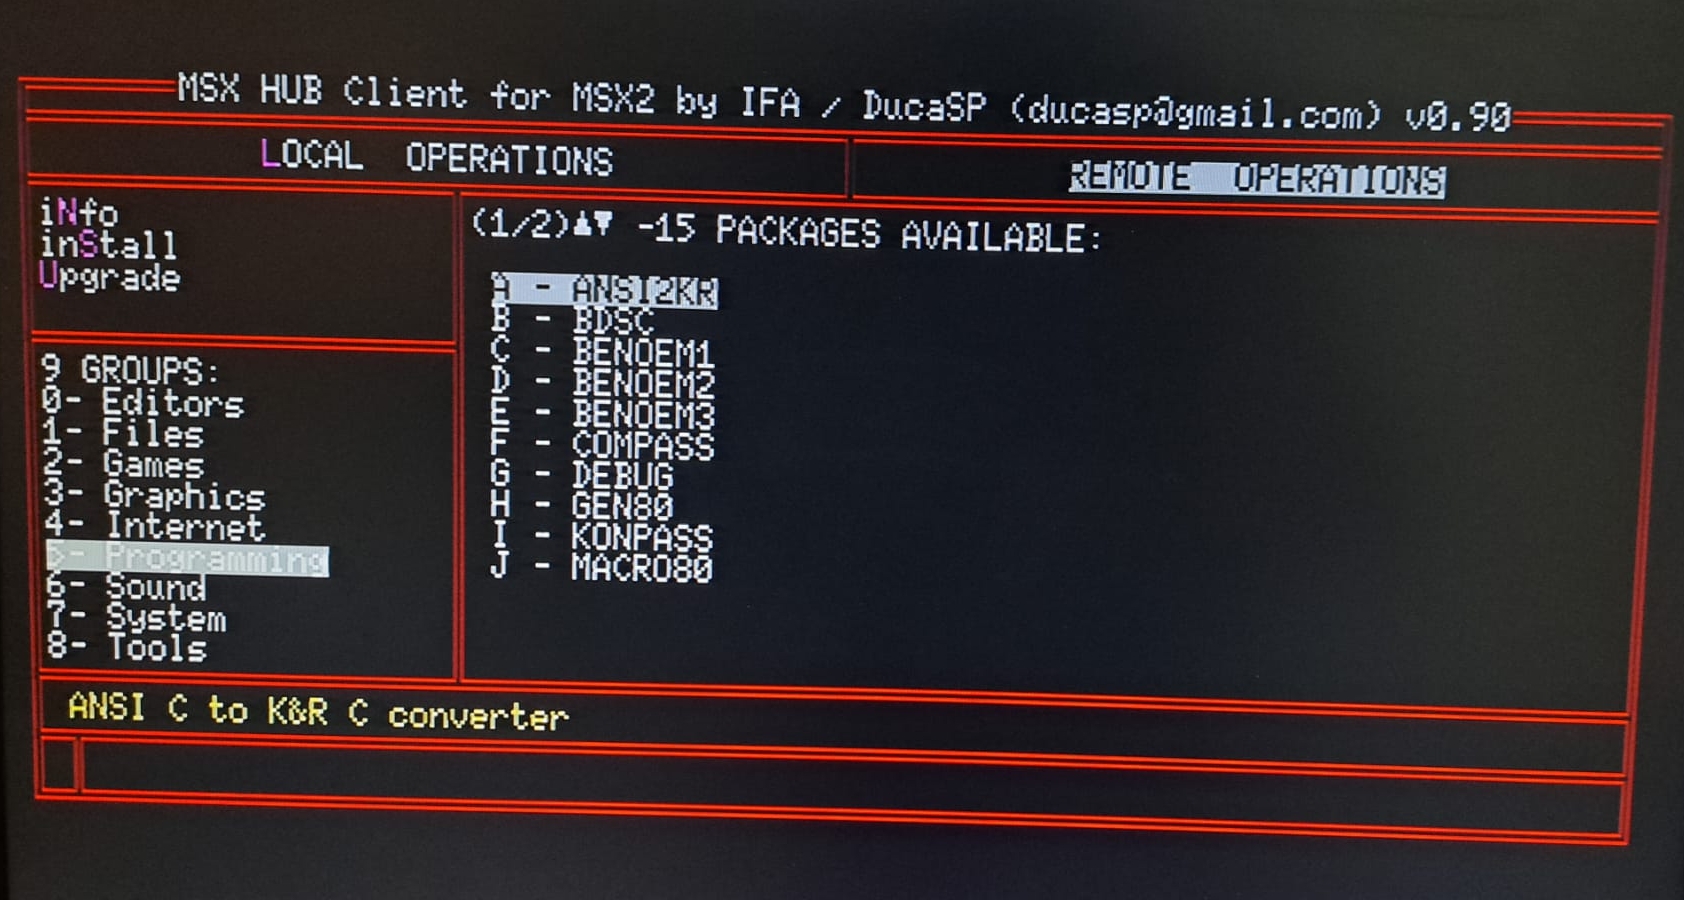 MSX HUB Client for MSX2 by IFA / DucaSP (ducasp@gmail.com) v0.90
LOCAL OPERATIONS
REMOTE OPERATIONS
iNfo
inStall
Upgrade
9 GROUPS:
0- Editors
1- Files
2- Games
3- Graphics
4- Internet
5- Programming
6- Sound
7- System
8- Tools
(1/2)▲▼ -15 PACKAGES AVAILABLE:
A - ANSI2KR
B - BDSC
C - BENOEM1
D - BENOEM2
E - BENOEM3
F - COMPASS
G - DEBUG
H - GEN80
I - KONPASS
J - MACRO80
ANSI C to K&R C converter